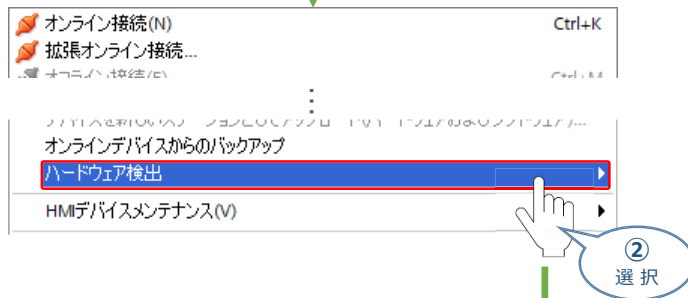 オンライン接続(N) Ctrl+K
拡張オンライン接続...
オンラインデバイスからのバックアップ
ハードウェア検出
HMIデバイスメンテナンス(V)
②
選 択